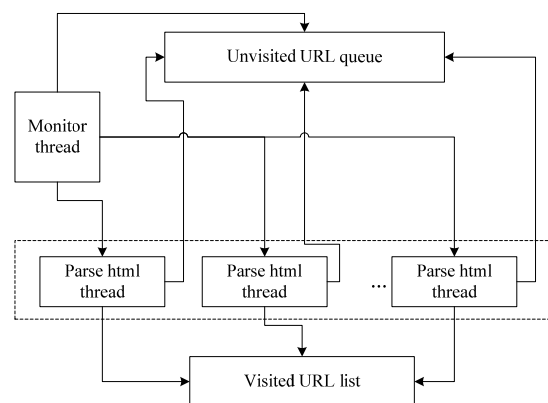 Unvisited URL queue
Monitor
thread
Parse html
thread
Parse html
thread
...
Parse html
thread
Visited URL list